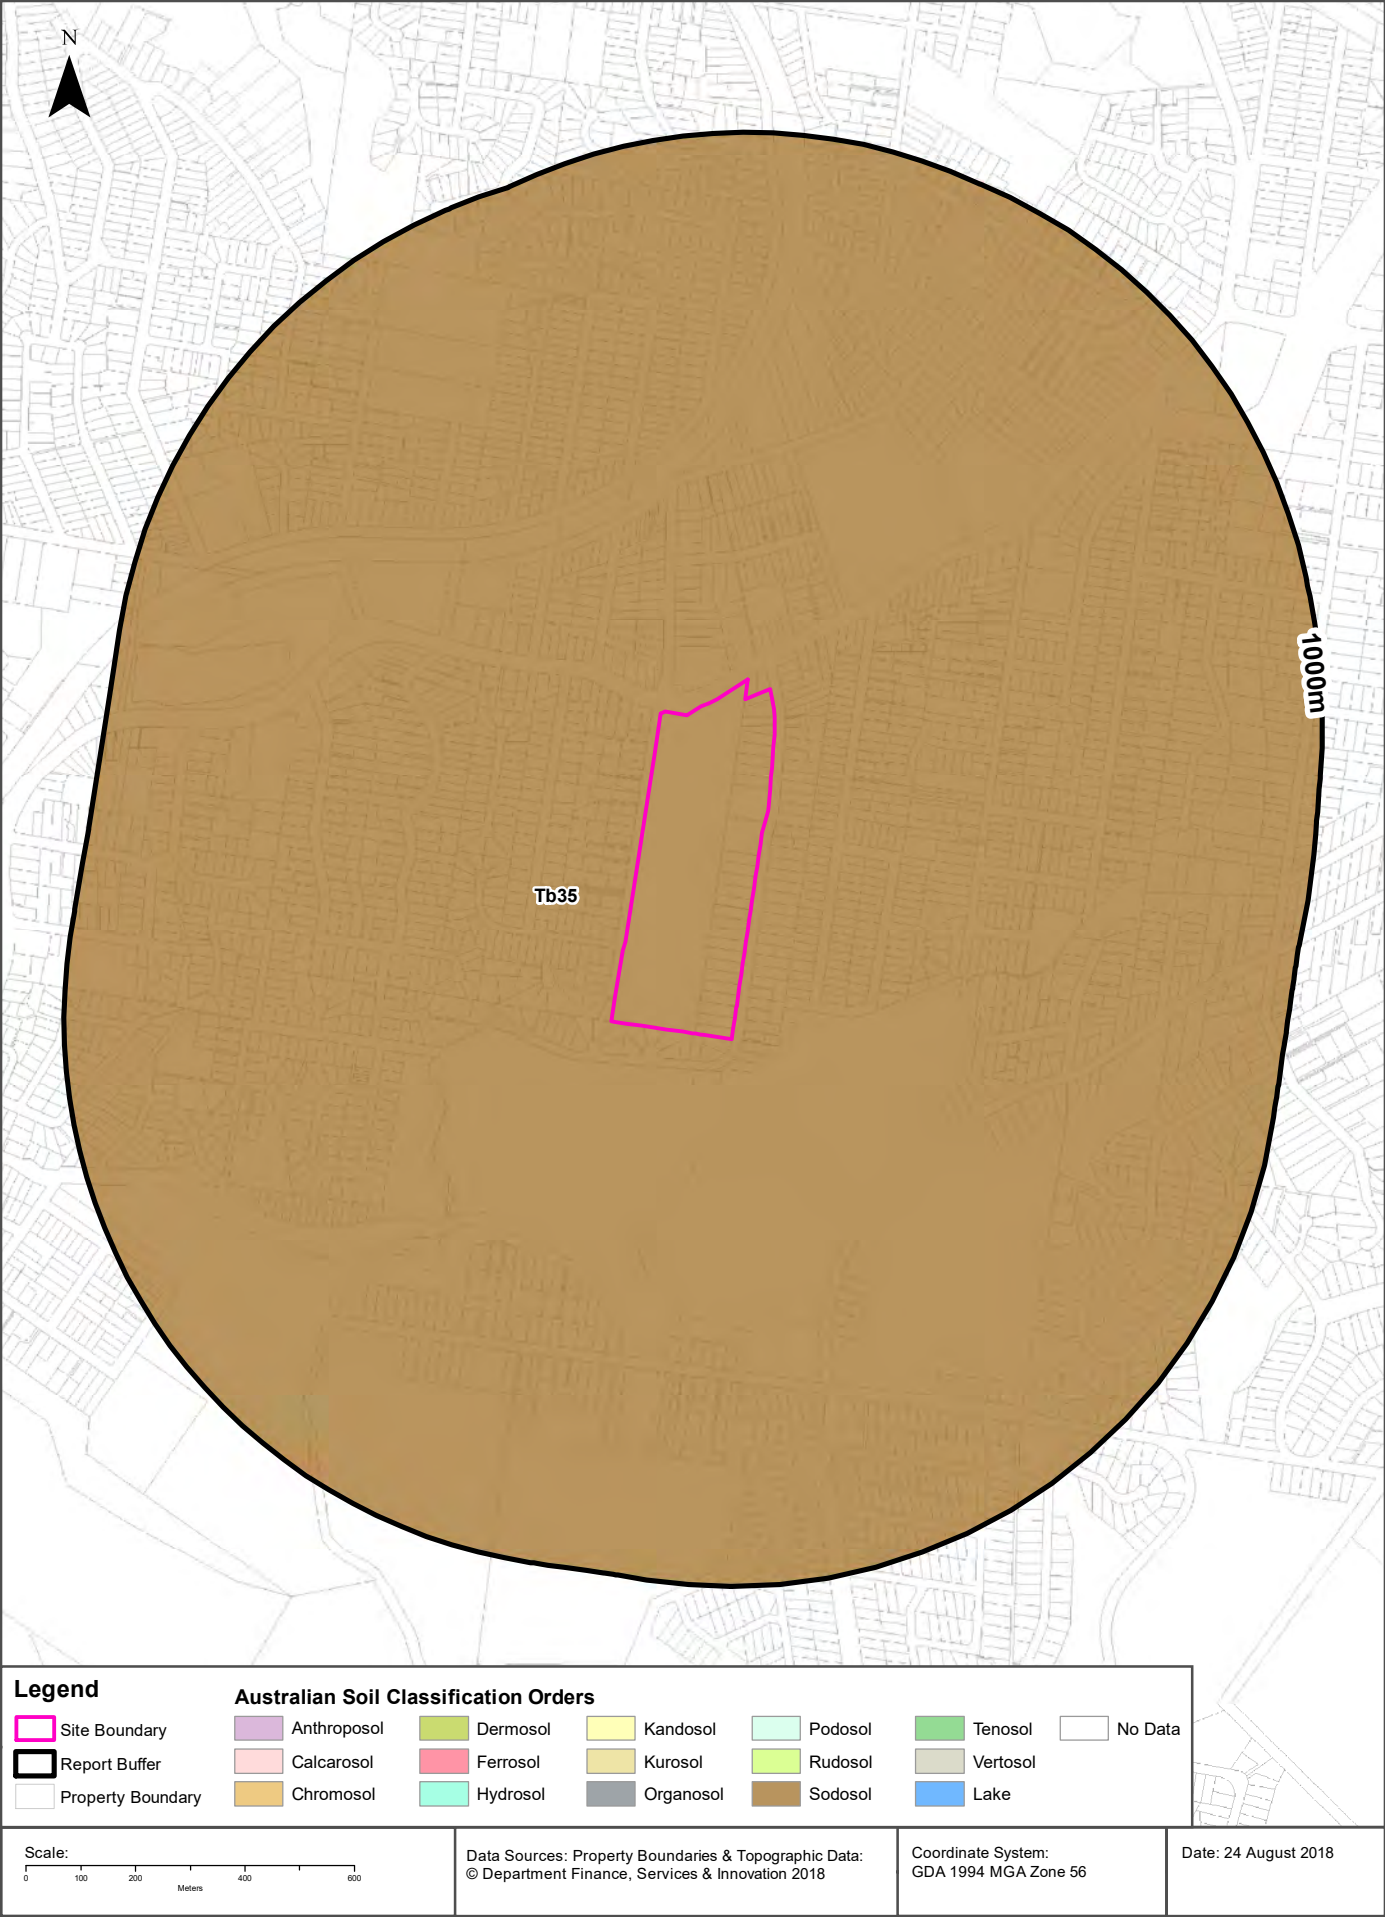 N
1000m
Tb35
Legend
Site Boundary
Report Buffer
Property Boundary
Australian Soil Classification Orders
Anthroposol
Calcarosol
Chromosol
Dermosol
Ferrosol
Hydrosol
Kandosol
Kurosol
Organosol
Podosol
Rudosol
Sodosol
Tenosol
Vertosol
Lake
No Data
Scale:
0 100 200 400 600
Meters
Data Sources: Property Boundaries & Topographic Data:
© Department Finance, Services & Innovation 2018
Coordinate System:
GDA 1994 MGA Zone 56
Date: 24 August 2018